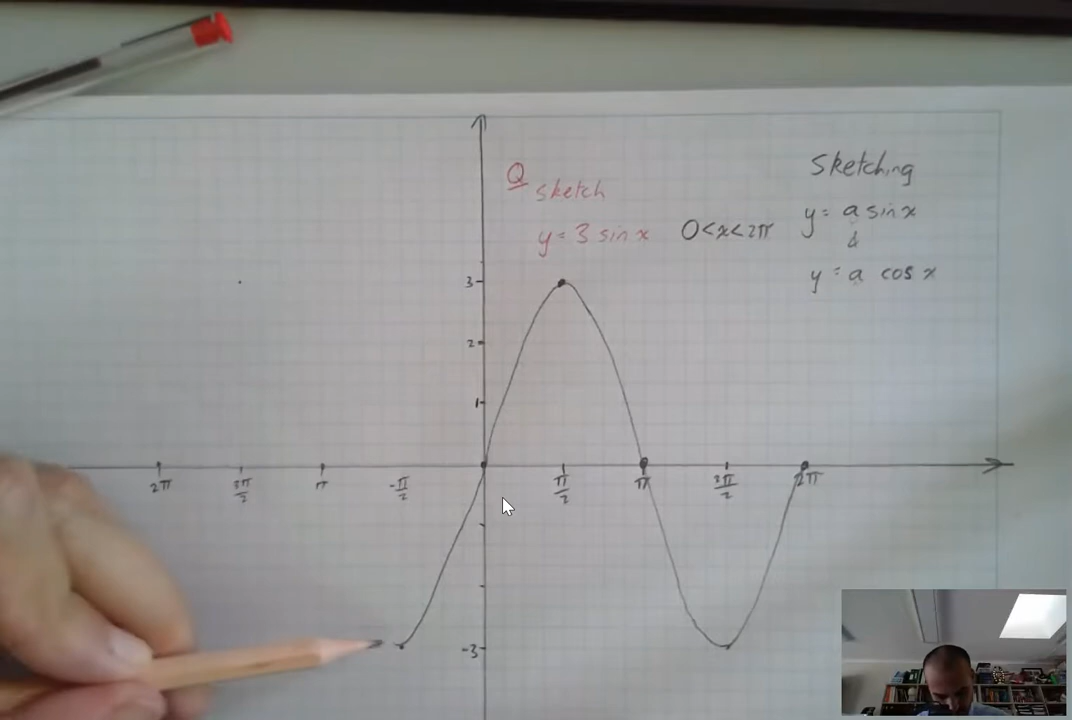 Q sketch
y = 3 sin x 0<x<2π
Sketching
y = a sin x
&
y = a cos x
3
2
1
2π 3π/2 π -π/2 π/2 π 3π/2 2π
-3